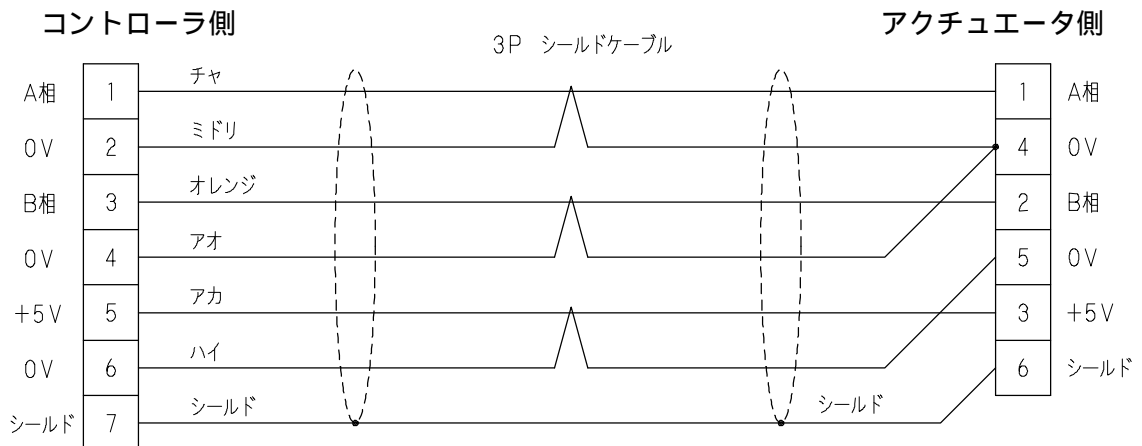 コントローラ側
アクチュエータ側
3P シールドケーブル
A相 1 チャ 1 A相
0V 2 ミドリ 4 0V
B相 3 オレンジ 2 B相
0V 4 アオ 5 0V
+5V 5 アカ 3 +5V
0V 6 ハイ 6 シールド
シールド 7 シールド シールド